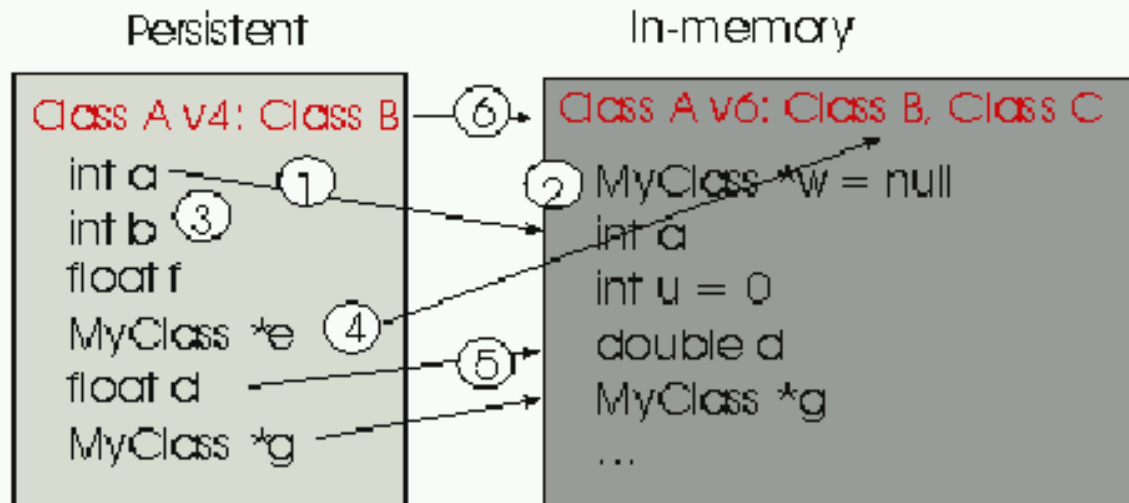 Persistent
In-memory
Class A v4: Class B
6
Class A v6: Class B, Class C
int a
1
int b
3
float f
MyClass *e
4
float d
5
MyClass *g
2
MyClass *w = null
int a
int u = 0
double d
MyClass *g
...